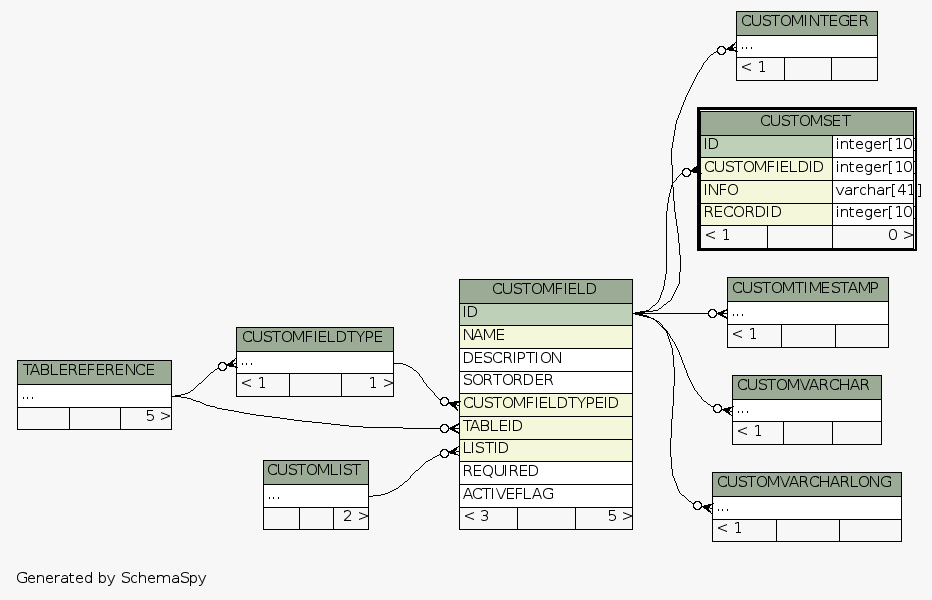 CUSTOMINTEGER
...
< 1
CUSTOMSET
ID integer[10]
CUSTOMFIELDID integer[10]
INFO varchar[41]
RECORDID integer[10]
< 1 0 >
CUSTOMFIELD
ID
NAME
DESCRIPTION
SORTORDER
CUSTOMFIELDTYPEID
TABLEID
LISTID
REQUIRED
ACTIVEFLAG
< 3 5 >
CUSTOMTIMESTAMP
...
< 1
CUSTOMFIELDTYPE
...
< 1 1 >
TABLEREFERENCE
...
5 >
CUSTOMVARCHAR
...
< 1
CUSTOMLIST
...
2 >
CUSTOMVARCHARLONG
...
< 1
Generated by SchemaSpy